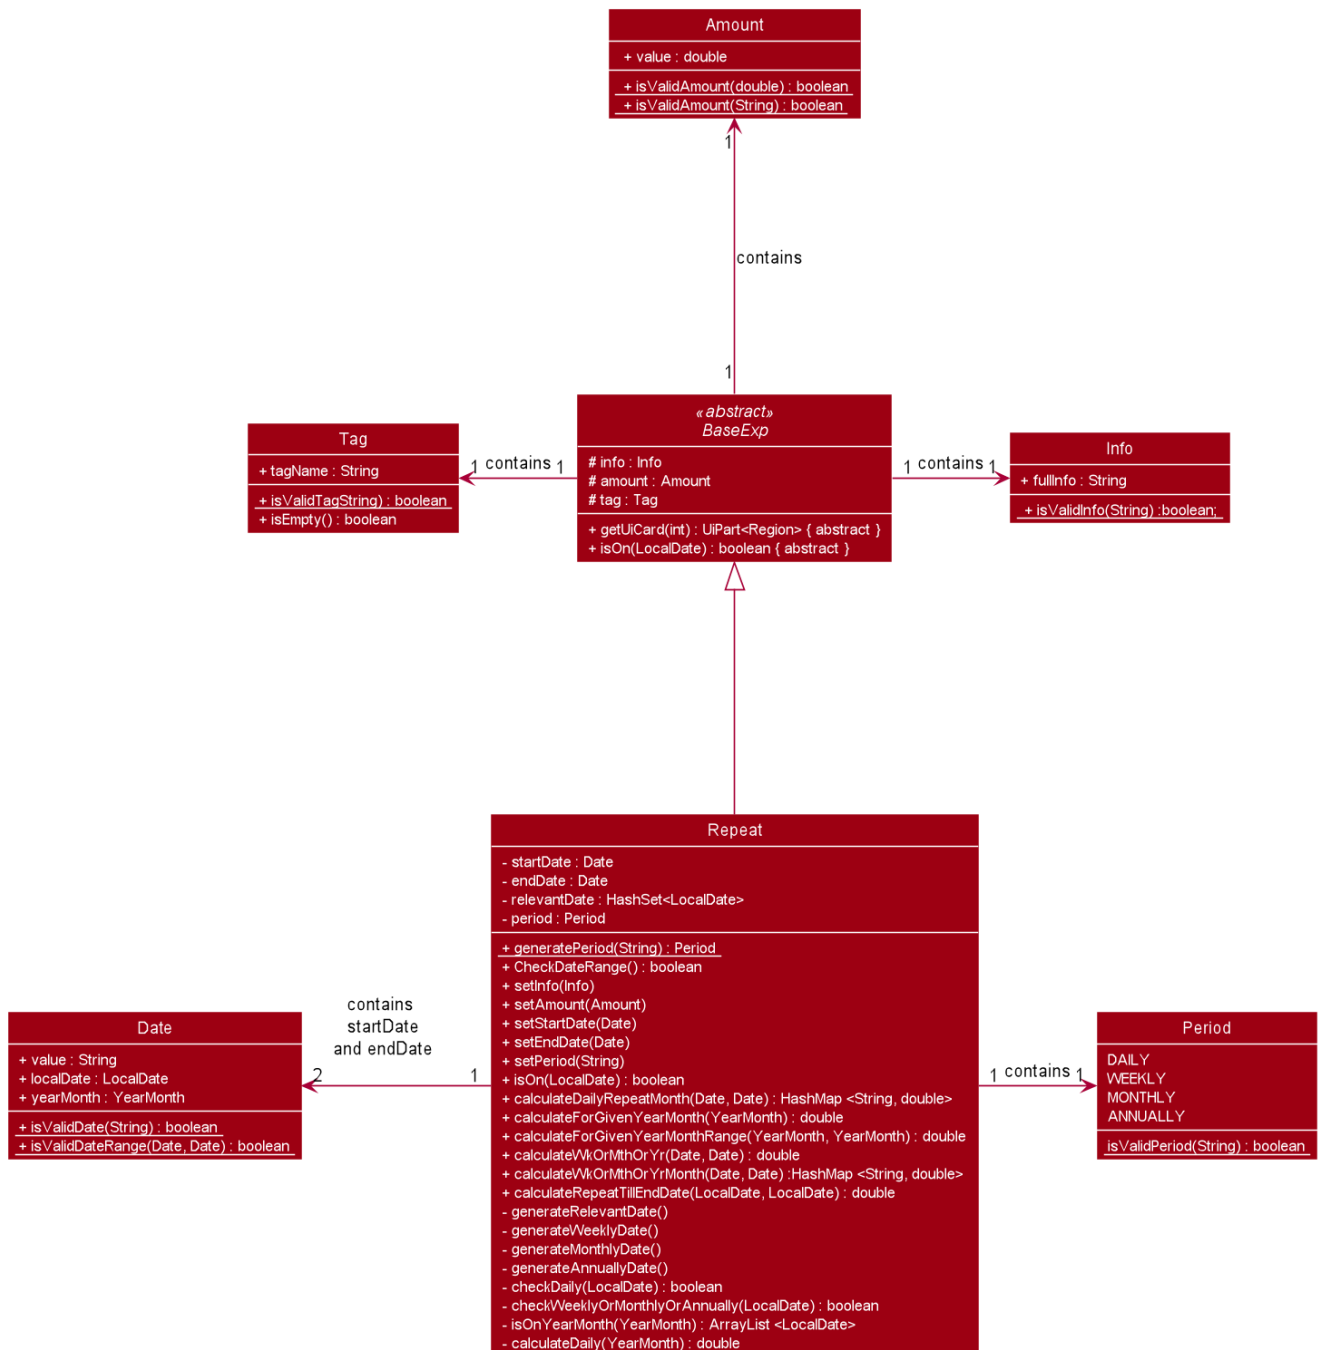 Amount
+ value : double
+ isValidAmount(double) : boolean
+ isValidAmount(String) : boolean
1
contains
1
«abstract»
BaseExp
# info : Info
# amount : Amount
# tag : Tag
+ getUiCard(int) : UiPart<Region> { abstract }
+ isOn(LocalDate) : boolean { abstract }
Tag
+ tagName : String
+ isValidTagString) : boolean
+ isEmpty() : boolean
1 contains 1
1 contains 1
Info
+ fullInfo : String
+ isValidInfo(String) :boolean;
Repeat
- startDate : Date
- endDate : Date
- relevantDate : HashSet<LocalDate>
- period : Period
+ generatePeriod(String) : Period
+ CheckDateRange() : boolean
+ setInfo(Info)
+ setAmount(Amount)
+ setStartDate(Date)
+ setEndDate(Date)
+ setPeriod(String)
+ isOn(LocalDate) : boolean
+ calculateDailyRepeatMonth(Date, Date) : HashMap <String, double>
+ calculateForGivenYearMonth(YearMonth) : double
+ calculateForGivenYearMonthRange(YearMonth, YearMonth) : double
+ calculateWkOrMthOrYr(Date, Date) : double
+ calculateWkOrMthOrYrMonth(Date, Date) :HashMap <String, double>
+ calculateRepeatTillEndDate(LocalDate, LocalDate) : double
- generateRelevantDate()
- generateWeeklyDate()
- generateMonthlyDate()
- generateAnnuallyDate()
- checkDaily(LocalDate) : boolean
- checkWeeklyOrMonthlyOrAnnually(LocalDate) : boolean
- isOnYearMonth(YearMonth) : ArrayList <LocalDate>
- calculateDaily(YearMonth) : double
contains
startDate
and endDate
2
1
Date
+ value : String
+ localDate : LocalDate
+ yearMonth : YearMonth
+ isValidDate(String) : boolean
+ isValidDateRange(Date, Date) : boolean
1 contains 1
Period
DAILY
WEEKLY
MONTHLY
ANNUALLY
isValidPeriod(String) : boolean